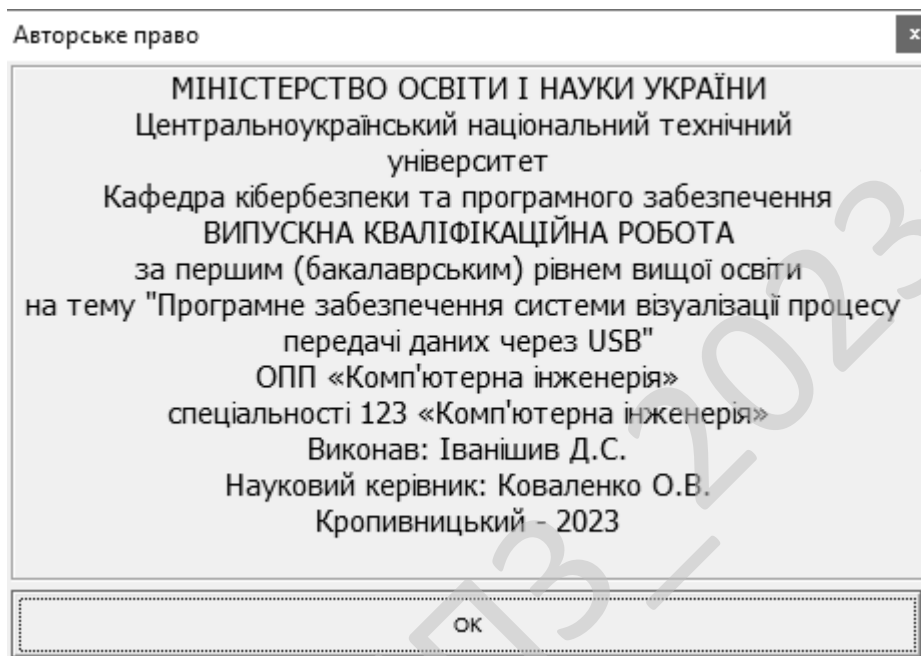 Авторське право
x
МІНІСТЕРСТВО ОСВІТИ І НАУКИ УКРАЇНИ
Центральноукраїнський національний технічний
університет
Кафедра кібербезпеки та програмного забезпечення
ВИПУСКНА КВАЛІФІКАЦІЙНА РОБОТА
за першим (бакалаврським) рівнем вищої освіти
на тему "Програмне забезпечення системи візуалізації процесу
передачі даних через USB"
ОПП «Комп'ютерна інженерія»
спеціальності 123 «Комп'ютерна інженерія»
Виконав: Іванішив Д.С.
Науковий керівник: Коваленко О.В.
Кропивницький - 2023
ПЗ_2023
OK